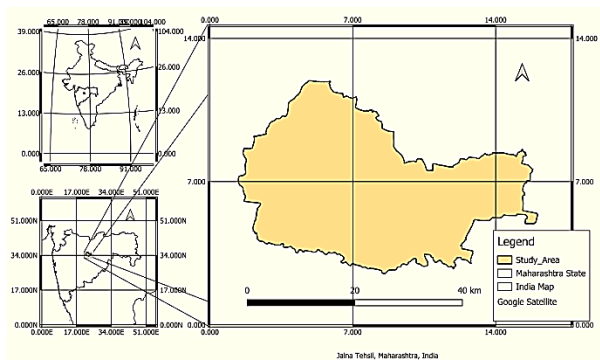 65.000 78.000 91.000 104.000
39.000 39.000
26.000 26.000
13.000 13.000
0.000 0.000
65.000 78.000 91.000
0.000E 17.000E 34.000E 51.000E
51.000N 51.000N
34.000N 34.000N
17.000N 17.000N
0.000N 0.000N
0.000E 17.000E 34.000E 51.000E
0.000 7.000 14.000
14.000 14.000
7.000 7.000
0 20 40 km
Legend
Study_Area
Maharashtra State
India Map
Google Satellite
0.000 7.000 14.000
Jalna Tehsil, Maharashtra, India